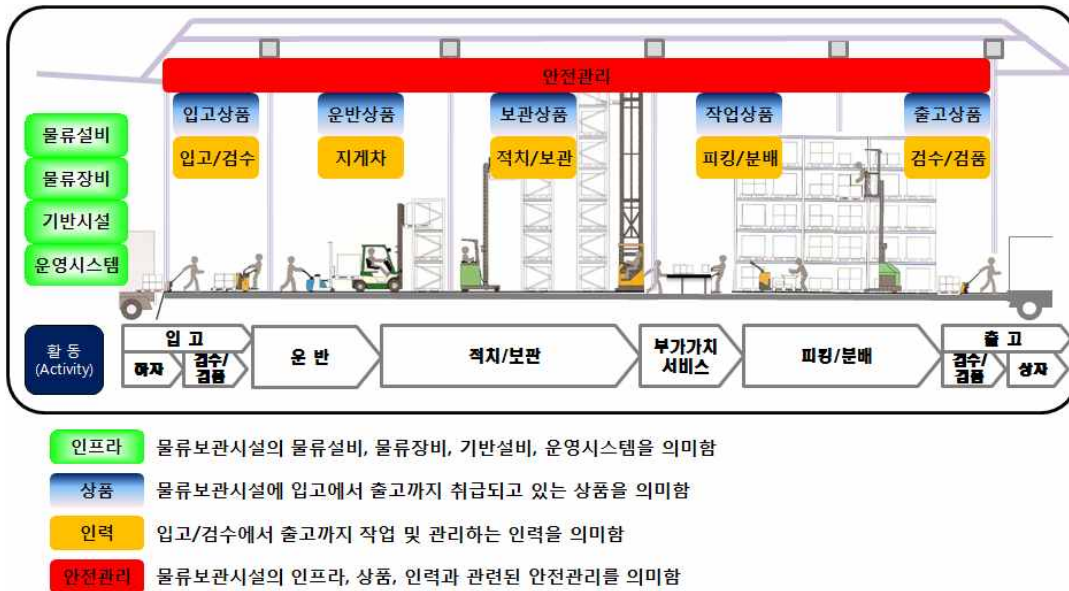 안전관리
입고상품 운반상품 보관상품 작업상품 출고상품
입고/검수 지게차 적치/보관 피킹/분배 검수/검품
물류설비
물류장비
기반시설
운영시스템
활 동
(Activity)
입 고
하자
검수/
검품
운 반
적치/보관
부가가치
서비스
피킹/분배
출 고
검수/
검품
상자
인프라 물류보관시설의 물류설비, 물류장비, 기반설비, 운영시스템을 의미함
상품 물류보관시설에 입고에서 출고까지 취급되고 있는 상품을 의미함
인력 입고/검수에서 출고까지 작업 및 관리하는 인력을 의미함
안전관리 물류보관시설의 인프라, 상품, 인력과 관련된 안전관리를 의미함